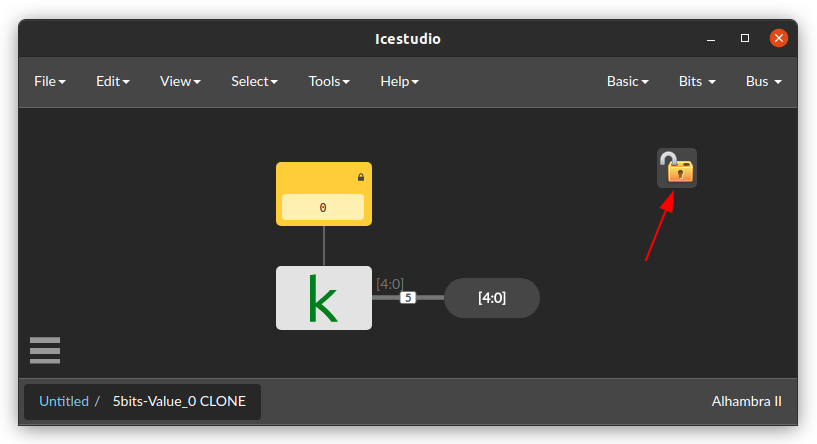 Icestudio
File Edit View Select Tools Help Basic Bits Bus
0
k
[4:0]
5
[4:0]
Untitled / 5bits-Value_0 CLONE Alhambra II